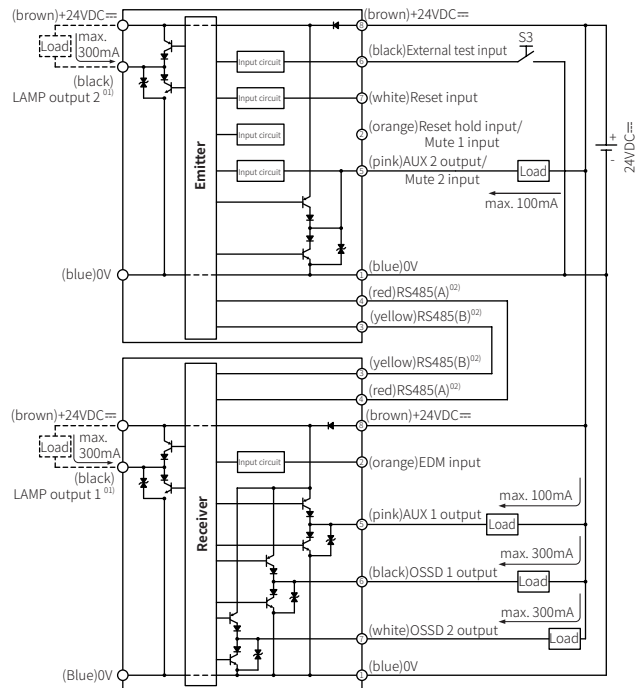 (brown)+24VDC⎓
Load
max.
300mA
(black)
LAMP output 2 01)
(blue)0V
Emitter
Input circuit
Input circuit
Input circuit
Input circuit
8
(brown)+24VDC⎓
6
(black)External test input
S3
7
(white)Reset input
2
(orange)Reset hold input/
Mute 1 input
5
(pink)AUX 2 output/
Mute 2 input
Load
max. 100mA
+
-
24VDC⎓
1
(blue)0V
4
(red)RS485(A)02)
3
(yellow)RS485(B)02)
3
(yellow)RS485(B)02)
4
(red)RS485(A)02)
(brown)+24VDC⎓
Load
max.
300mA
(black)
LAMP output 1 01)
(Blue)0V
Receiver
Input circuit
8
(brown)+24VDC⎓
2
(orange)EDM input
max. 100mA
5
(pink)AUX 1 output
Load
max. 300mA
6
(black)OSSD 1 output
Load
max. 300mA
7
(white)OSSD 2 output
Load
1
(blue)0V